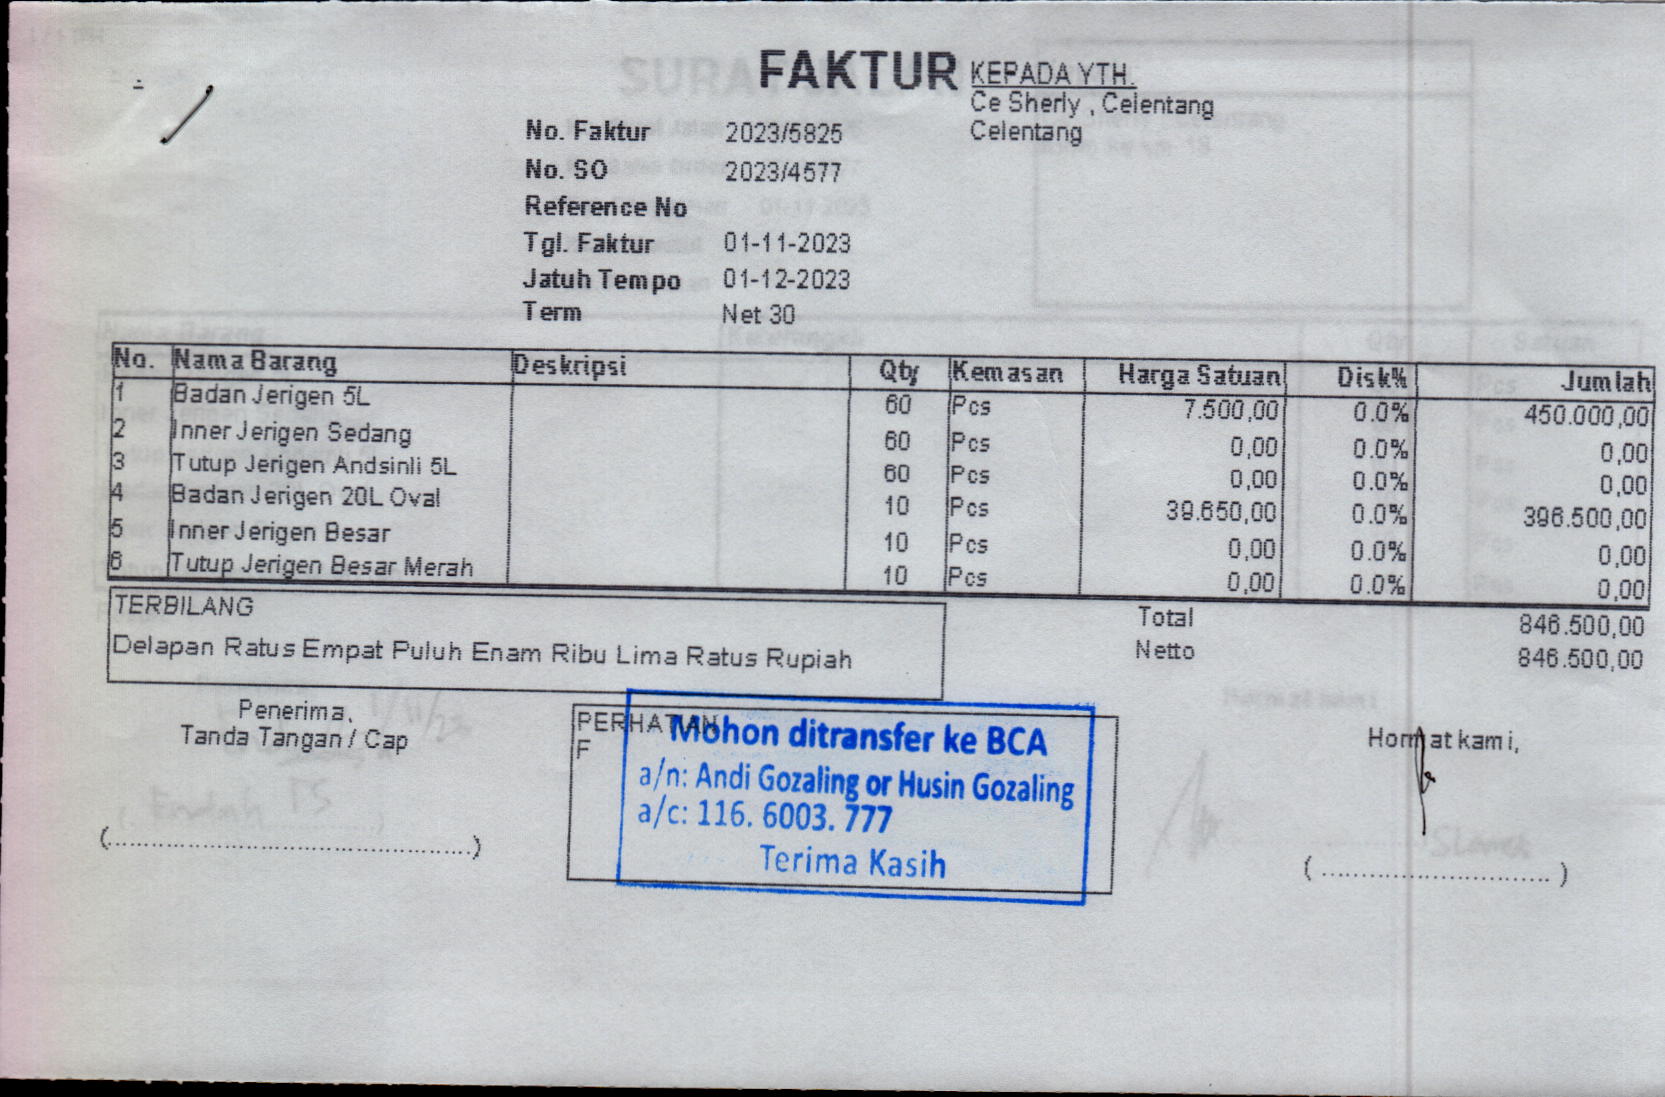 FAKTUR
KEPADA YTH.
Ce Sherly , Celentang
Celentang
No. Faktur 2023/5825
No. SO 2023/4577
Reference No
Tgl. Faktur 01-11-2023
Jatuh Tempo 01-12-2023
Term Net 30
No. Nama Barang Deskripsi Qty Kemasan Harga Satuan Disk% Jumlah
1 Badan Jerigen 5L 60 Pcs 7.500,00 0.0% 450.000,00
2 Inner Jerigen Sedang 60 Pcs 0,00 0.0% 0,00
3 Tutup Jerigen Andsinli 5L 60 Pcs 0,00 0.0% 0,00
4 Badan Jerigen 20L Oval 10 Pcs 39.650,00 0.0% 396.500,00
5 Inner Jerigen Besar 10 Pcs 0,00 0.0% 0,00
6 Tutup Jerigen Besar Merah 10 Pcs 0,00 0.0% 0,00
TERBILANG
Delapan Ratus Empat Puluh Enam Ribu Lima Ratus Rupiah
Total 846.500,00
Netto 846.500,00
Penerima,
Tanda Tangan / Cap
(..................................................)
PERHATIAN
F
Mohon ditransfer ke BCA
a/n: Andi Gozaling or Husin Gozaling
a/c: 116. 6003. 777
Terima Kasih
Hormat kami,
( ................................ )